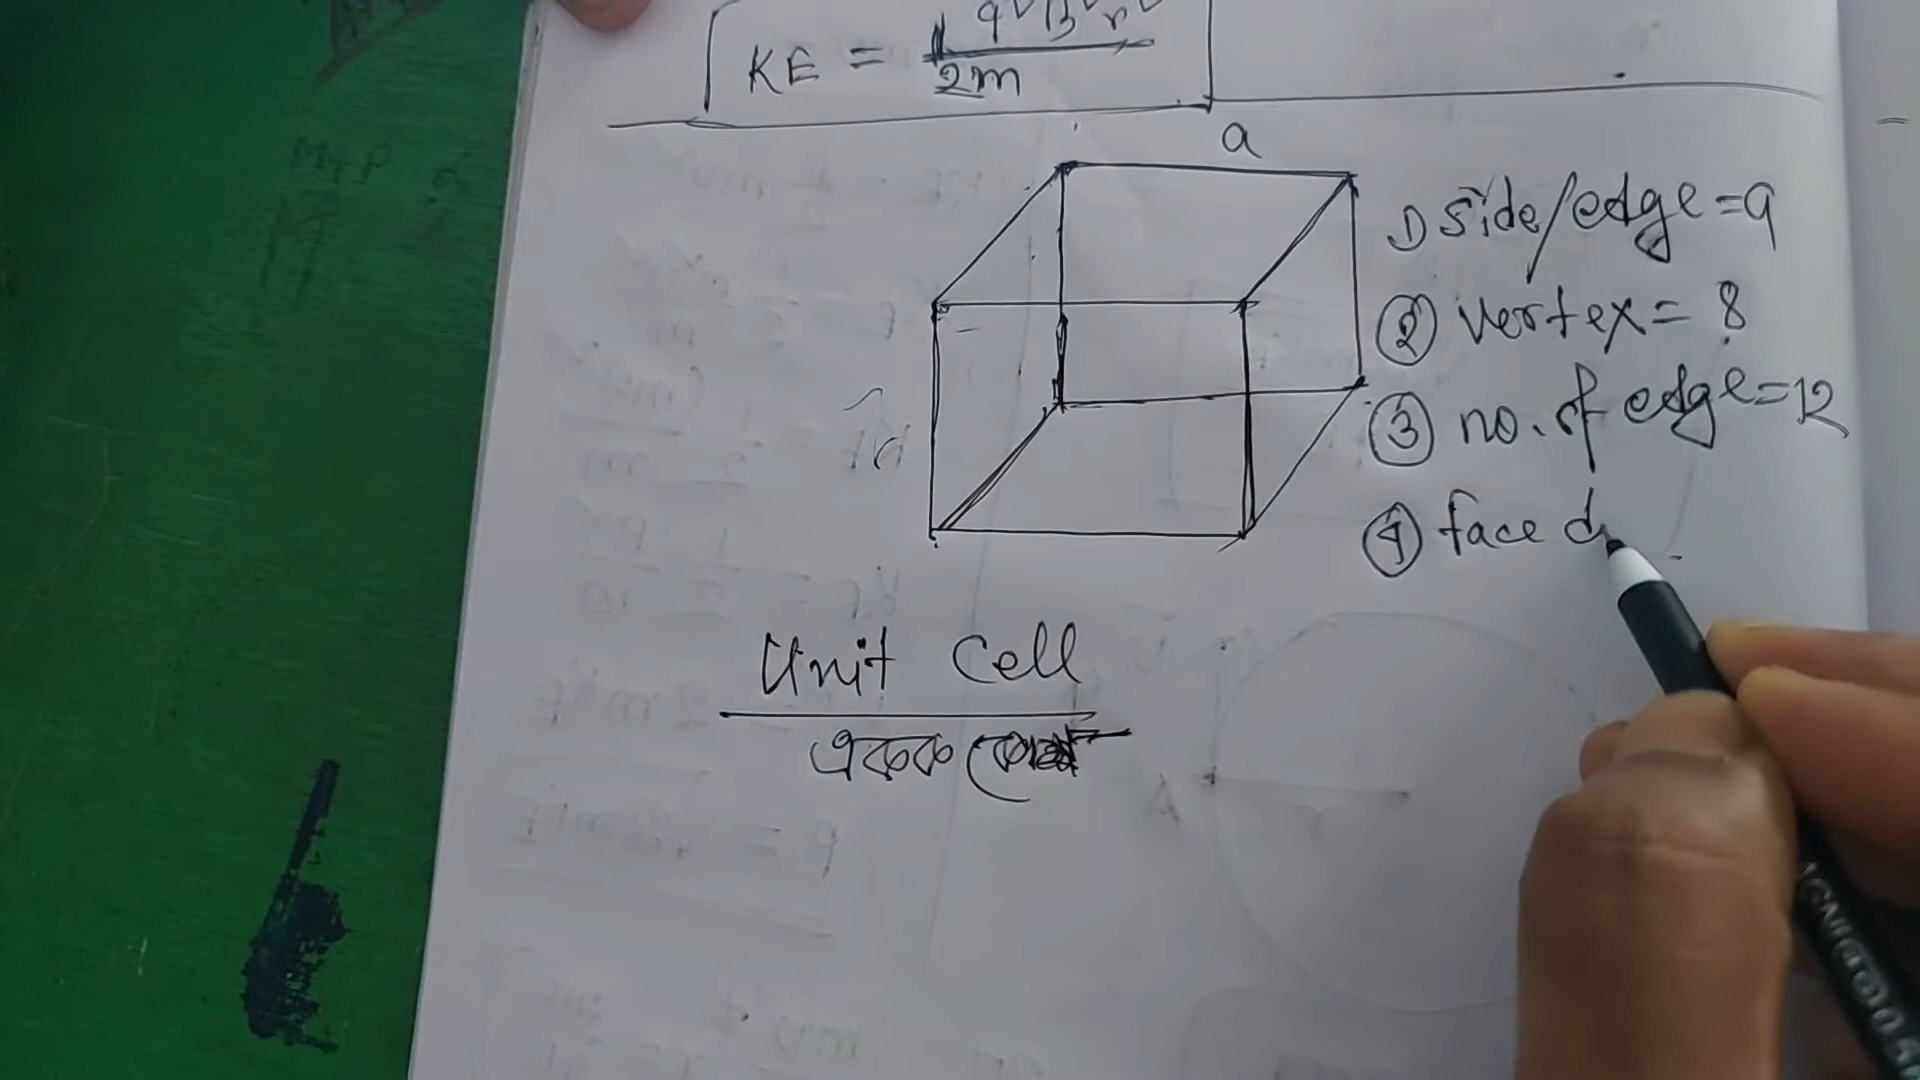 KE = q²B²r² / 2m
a
1) side/edge = a
② vertex = 8
③ no. of edge = 12
④ face d
Unit Cell
একক